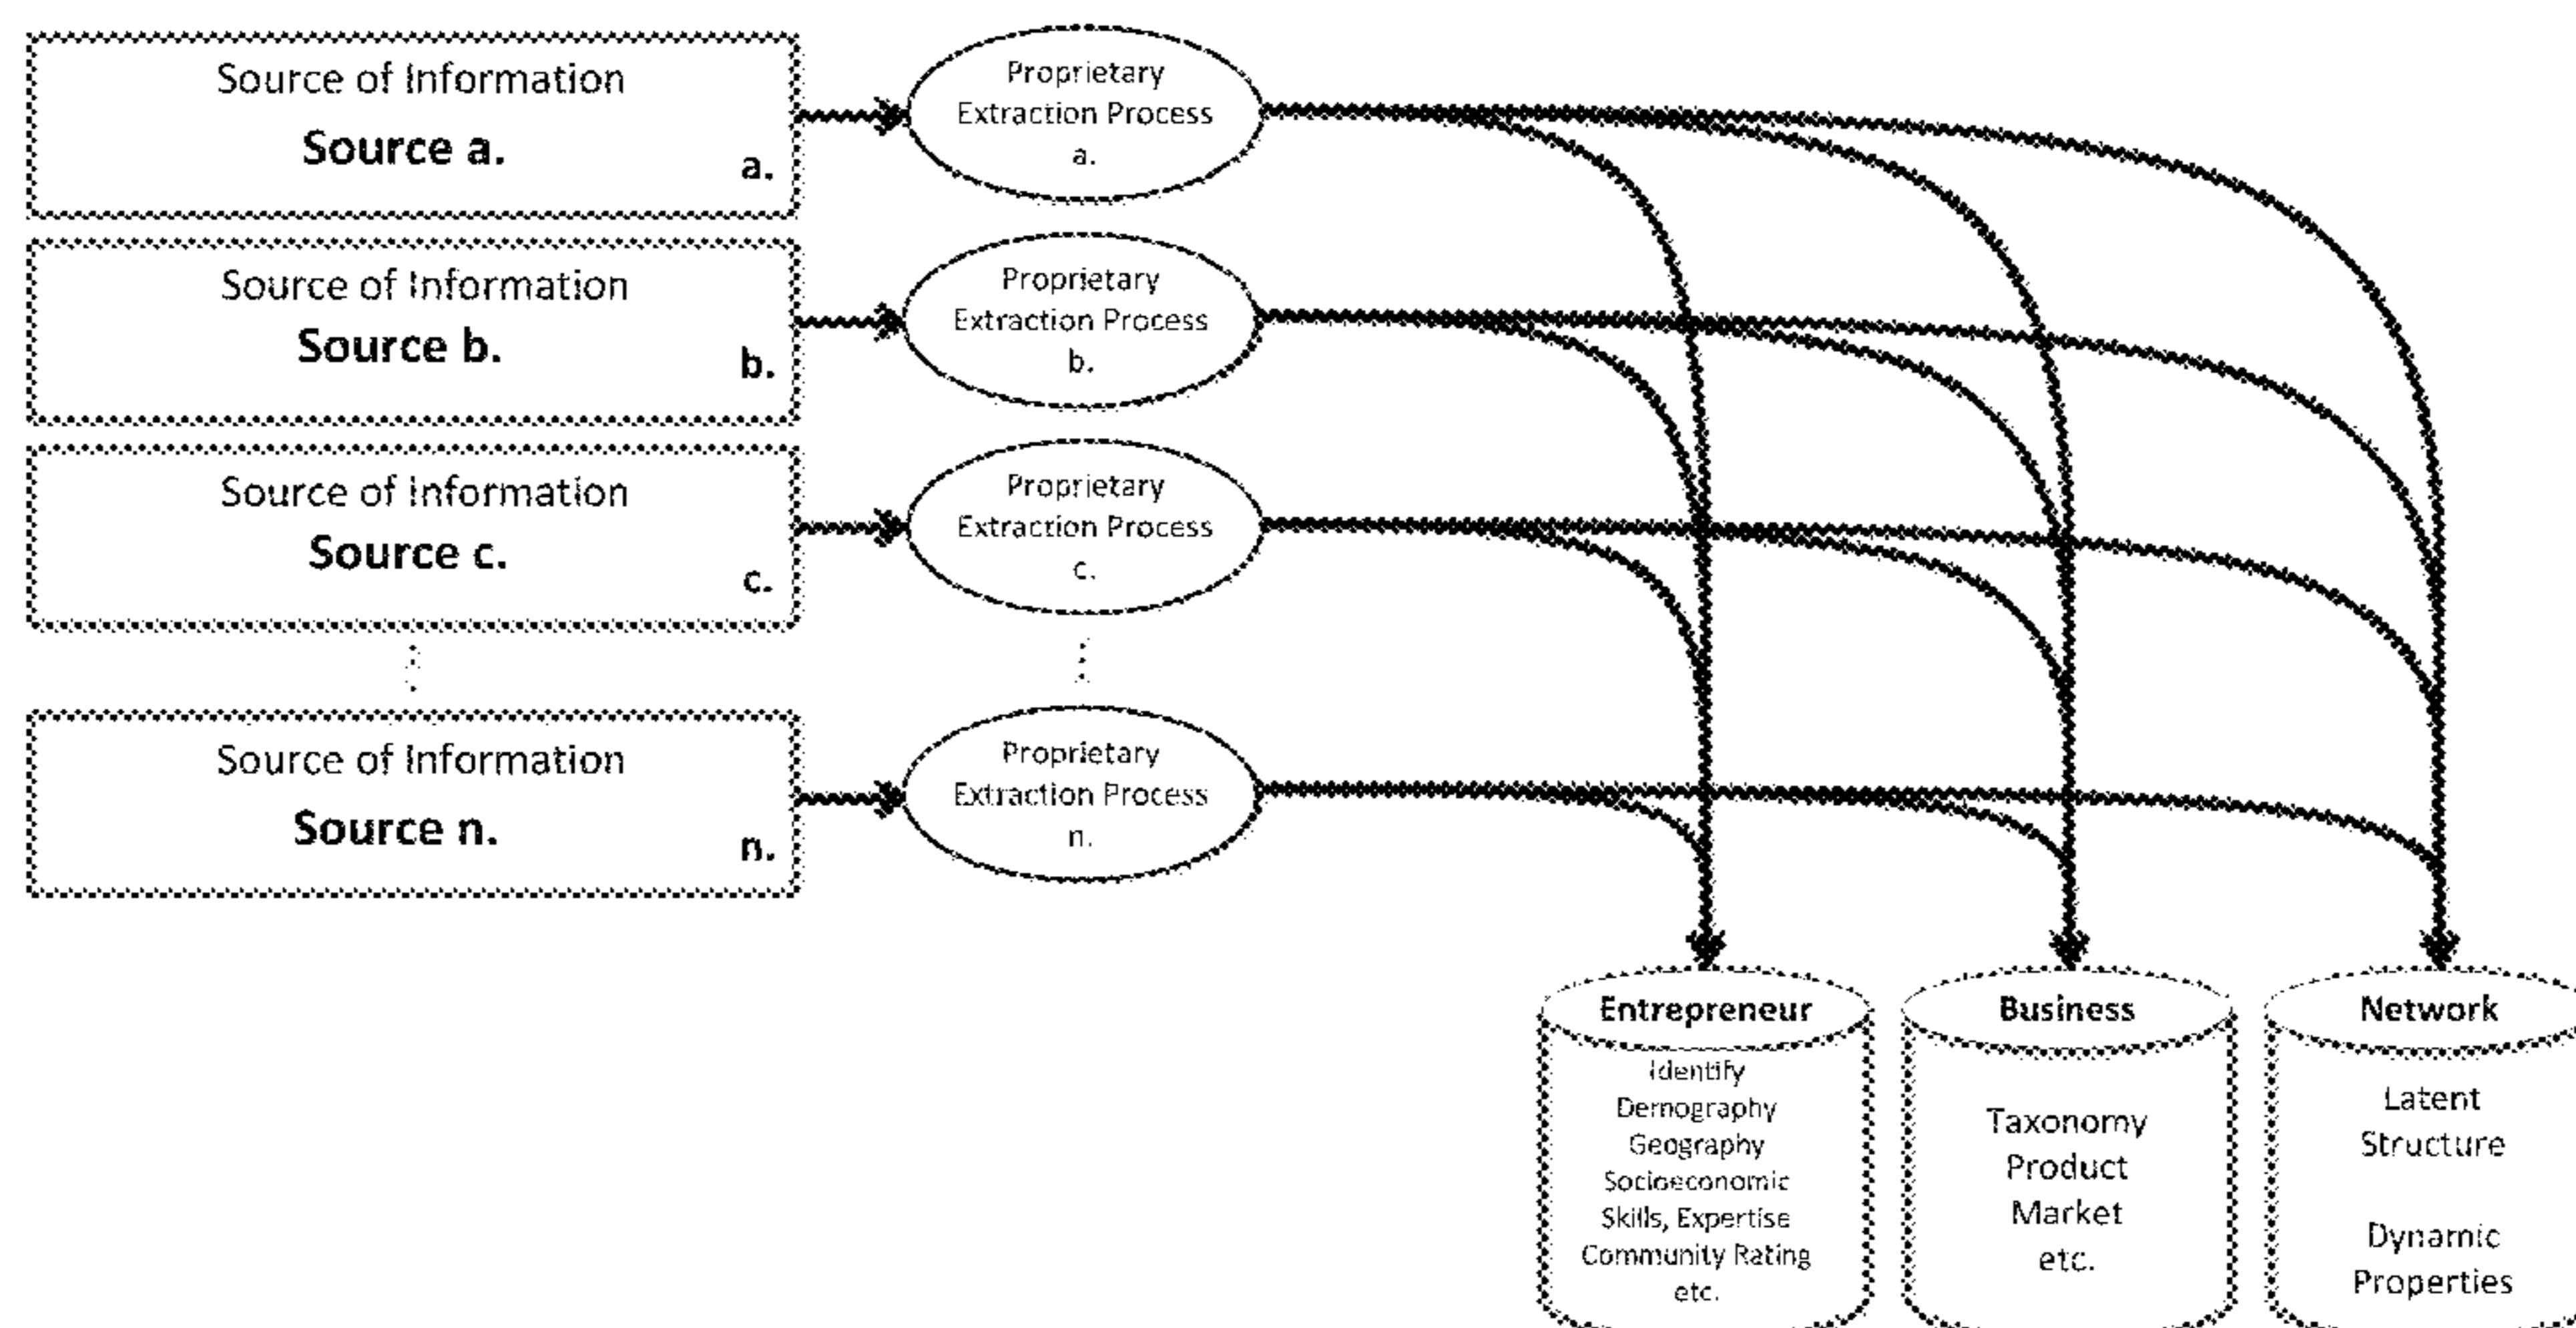 Source of Information
Source a.
a.
Proprietary
Extraction Process
a.
Source of Information
Source b.
b.
Proprietary
Extraction Process
b.
Source of Information
Source c.
c.
Proprietary
Extraction Process
c.
Source of Information
Source n.
n.
Proprietary
Extraction Process
n.
Entrepreneur
Identify
Demography
Geography
Socioeconomic
Skills, Expertise
Community Rating
etc.
Business
Taxonomy
Product
Market
etc.
Network
Latent
Structure
Dynamic
Properties